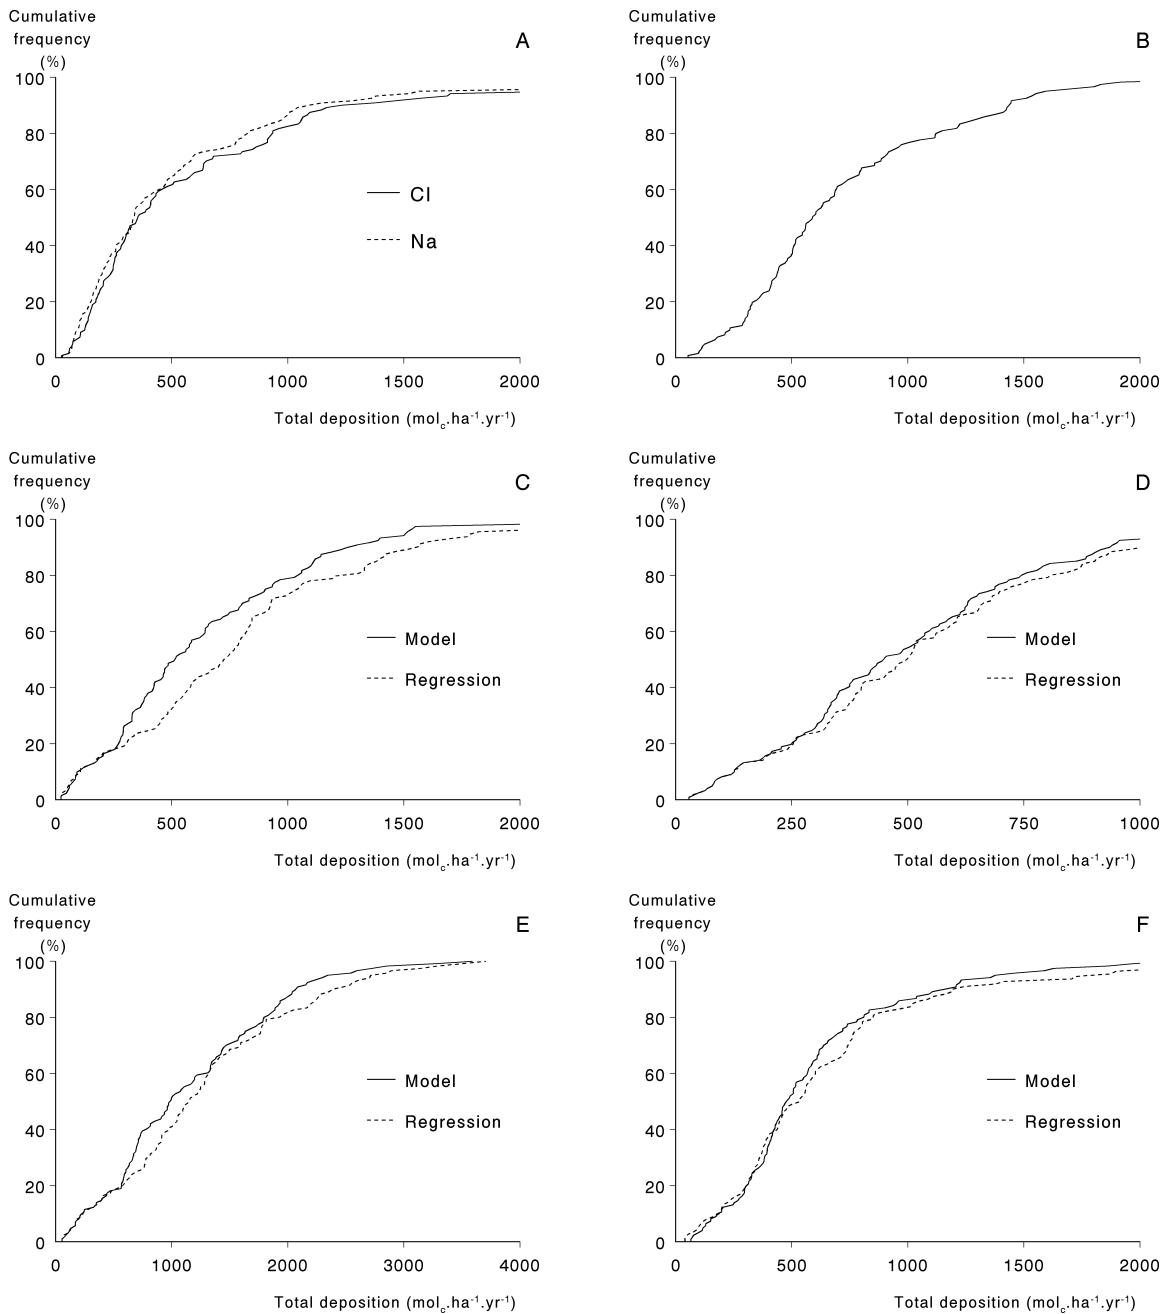 Cumulative
frequency
(%)
A
100
80
60
40
20
0
Cl
Na
0 500 1000 1500 2000
Total deposition (mol_c.ha⁻¹.yr⁻¹)
Cumulative
frequency
(%)
B
100
80
60
40
20
0
0 500 1000 1500 2000
Total deposition (mol_c.ha⁻¹.yr⁻¹)
Cumulative
frequency
(%)
C
100
80
60
40
20
0
Model
Regression
0 500 1000 1500 2000
Total deposition (mol_c.ha⁻¹.yr⁻¹)
Cumulative
frequency
(%)
D
100
80
60
40
20
0
Model
Regression
0 250 500 750 1000
Total deposition (mol_c.ha⁻¹.yr⁻¹)
Cumulative
frequency
(%)
E
100
80
60
40
20
0
Model
Regression
0 1000 2000 3000 4000
Total deposition (mol_c.ha⁻¹.yr⁻¹)
Cumulative
frequency
(%)
F
100
80
60
40
20
0
Model
Regression
0 500 1000 1500 2000
Total deposition (mol_c.ha⁻¹.yr⁻¹)